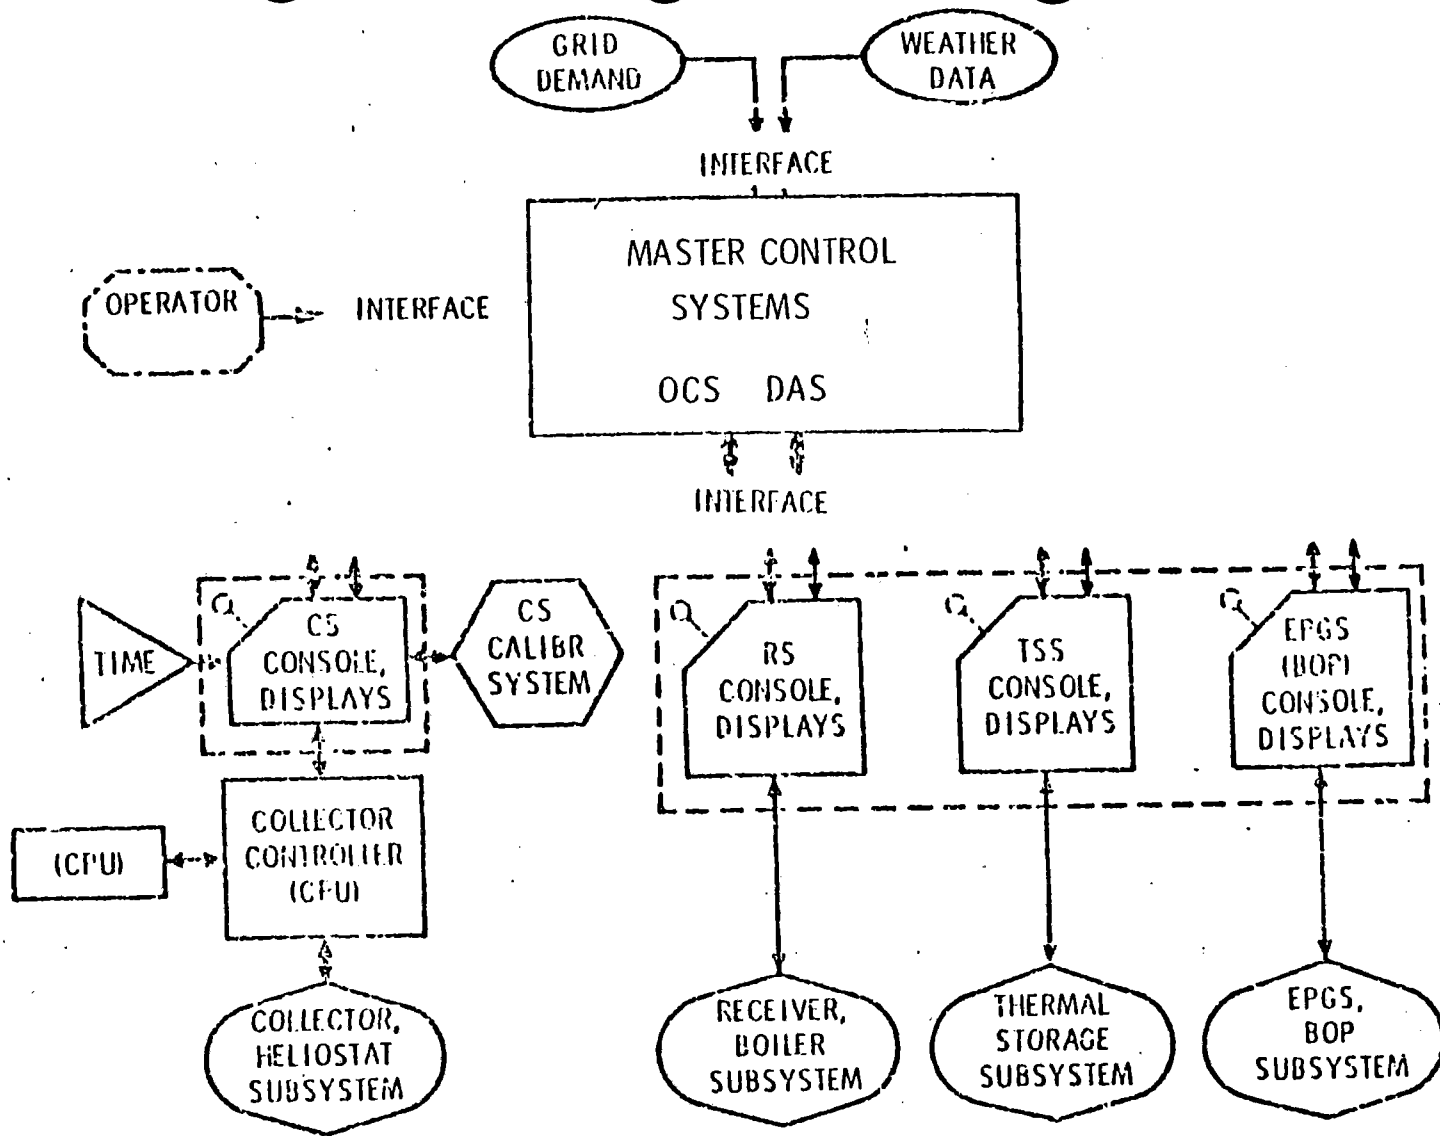 GRID
DEMAND
WEATHER
DATA
INTERFACE
MASTER CONTROL
SYSTEMS
OCS DAS
OPERATOR
INTERFACE
INTERFACE
TIME
CS
CONSOLE,
DISPLAYS
CS
CALIBR
SYSTEM
RS
CONSOLE,
DISPLAYS
TSS
CONSOLE,
DISPLAYS
EPGS
(BOP)
CONSOLE,
DISPLAYS
(CPU)
COLLECTOR
CONTROLLER
(CPU)
COLLECTOR,
HELIOSTAT
SUBSYSTEM
RECEIVER,
BOILER
SUBSYSTEM
THERMAL
STORAGE
SUBSYSTEM
EPGS,
BOP
SUBSYSTEM